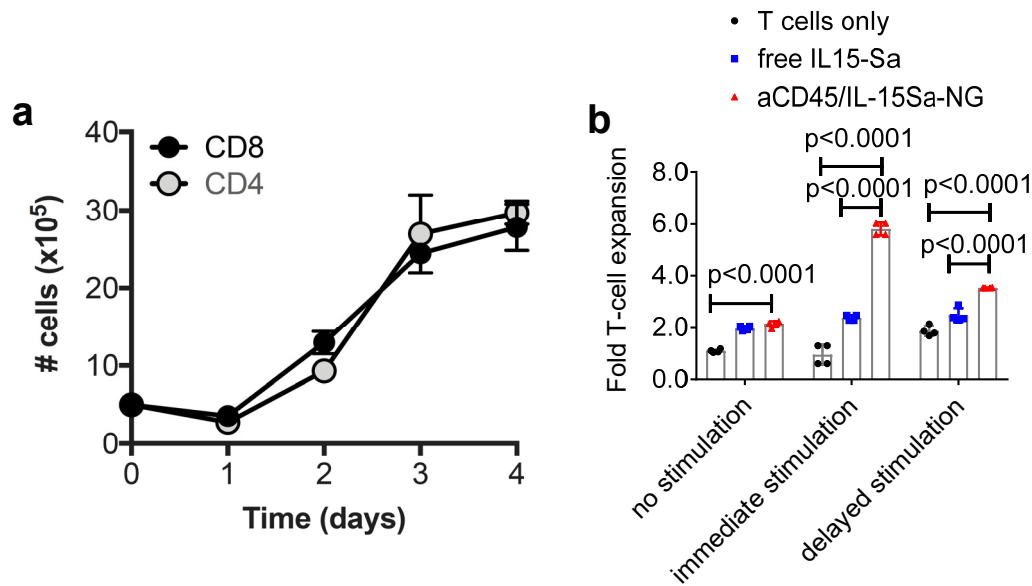 a
CD8
CD4
40
30
20
10
0
# cells (x10⁵)
0 1 2 3 4
Time (days)
T cells only
free IL15-Sa
aCD45/IL-15Sa-NG
b
p<0.0001
p<0.0001
p<0.0001
p<0.0001
p<0.0001
8.0
6.0
4.0
2.0
0.0
Fold T-cell expansion
no stimulation
immediate stimulation
delayed stimulation